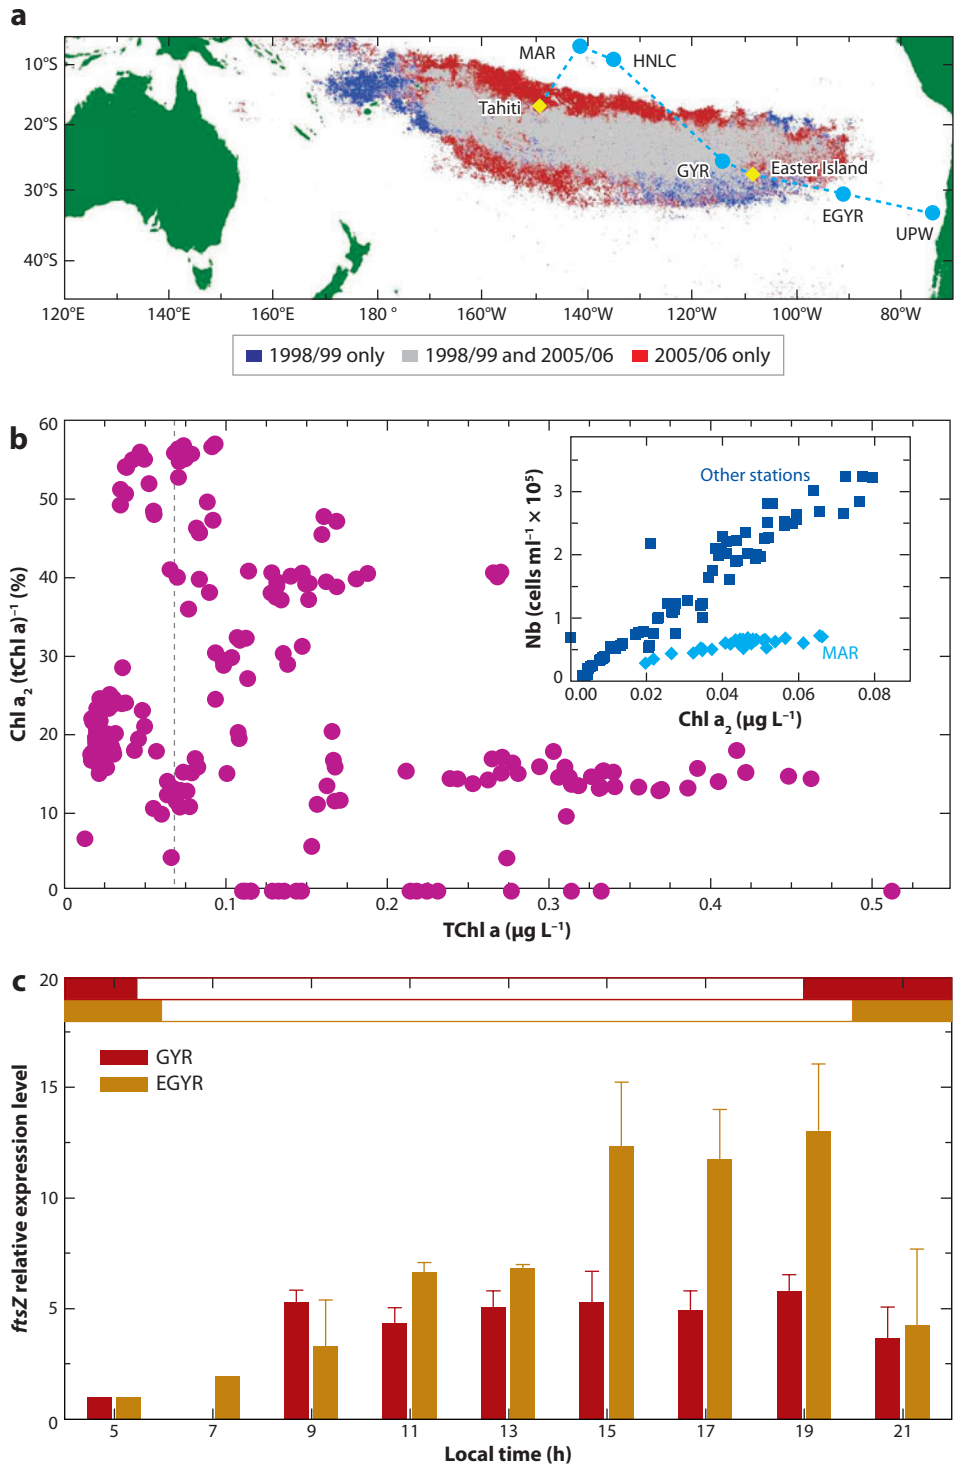 a
10°S
20°S
30°S
40°S
MAR
HNLC
Tahiti
GYR
Easter Island
EGYR
UPW
120°E 140°E 160°E 180 ° 160°W 140°W 120°W 100°W 80°W
1998/99 only 1998/99 and 2005/06 2005/06 only
b
Chl a₂ (tChl a)⁻¹ (%)
60
50
40
30
20
10
0
0 0.1 0.2 0.3 0.4 0.5
TChl a (µg L⁻¹)
Nb (cells ml⁻¹ × 10⁵)
3
2
1
0
Other stations
MAR
0.00 0.02 0.04 0.06 0.08
Chl a₂ (µg L⁻¹)
c
ftsZ relative expression level
20
15
10
5
0
GYR
EGYR
5 7 9 11 13 15 17 19 21
Local time (h)